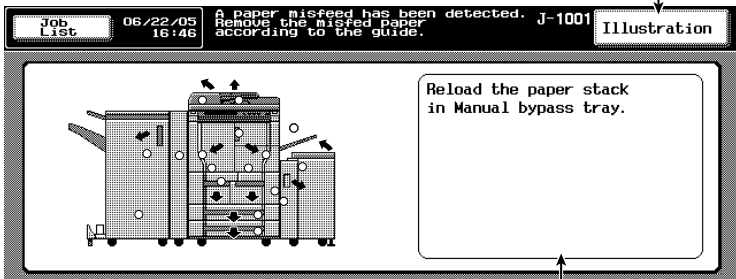 Job
List
06/22/05
16:46
A paper misfeed has been detected.
Remove the misfed paper
according to the guide.
J-1001
Illustration
Reload the paper stack
in Manual bypass tray.